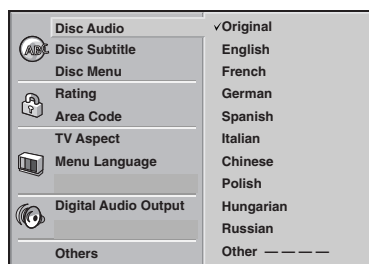 Disc Audio
Disc Subtitle
Disc Menu
Rating
Area Code
TV Aspect
Menu Language
Digital Audio Output
Others
✓Original
English
French
German
Spanish
Italian
Chinese
Polish
Hungarian
Russian
Other — — — —
ABC